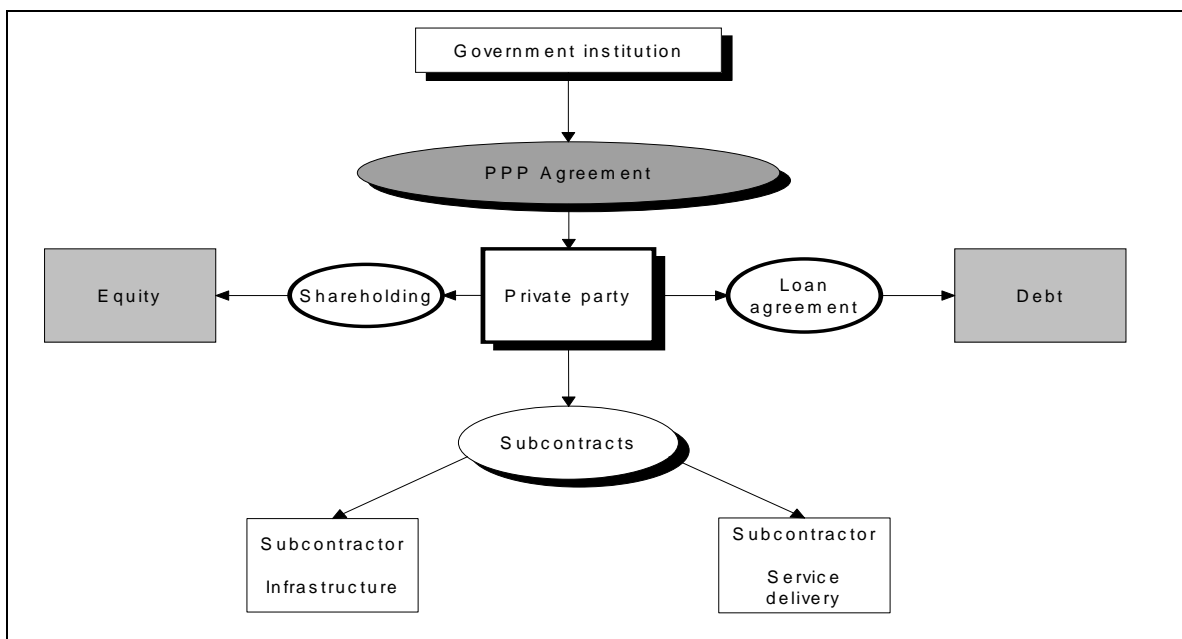 Government institution
PPP Agreement
Equity
Shareholding
Private party
Loan
agreement
Debt
Subcontracts
Subcontractor
Infrastructure
Subcontractor
Service
delivery